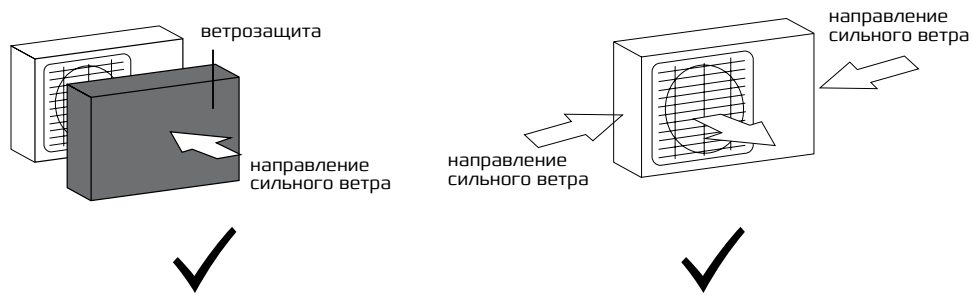 ветрозащита
направление
сильного ветра
направление
сильного ветра
направление
сильного ветра